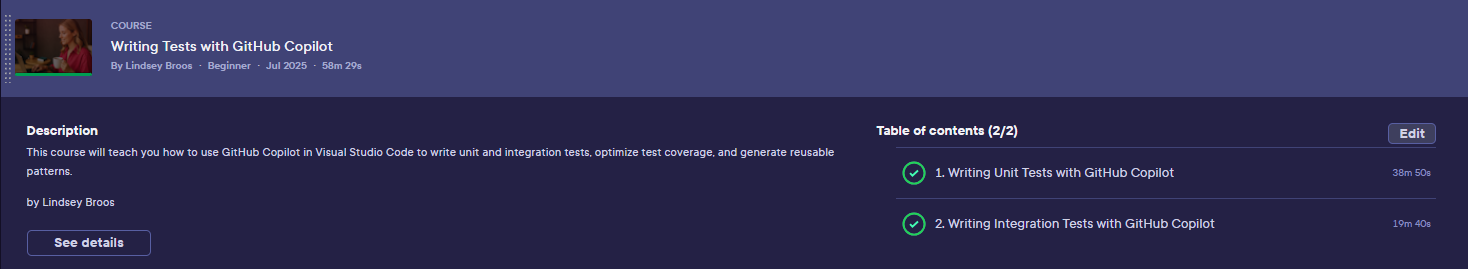 COURSE
Writing Tests with GitHub Copilot
By Lindsey Broos · Beginner · Jul 2025 · 58m 29s
Description
This course will teach you how to use GitHub Copilot in Visual Studio Code to write unit and integration tests, optimize test coverage, and generate reusable
patterns.
by Lindsey Broos
See details
Table of contents (2/2)
Edit
1. Writing Unit Tests with GitHub Copilot
38m 50s
2. Writing Integration Tests with GitHub Copilot
19m 40s